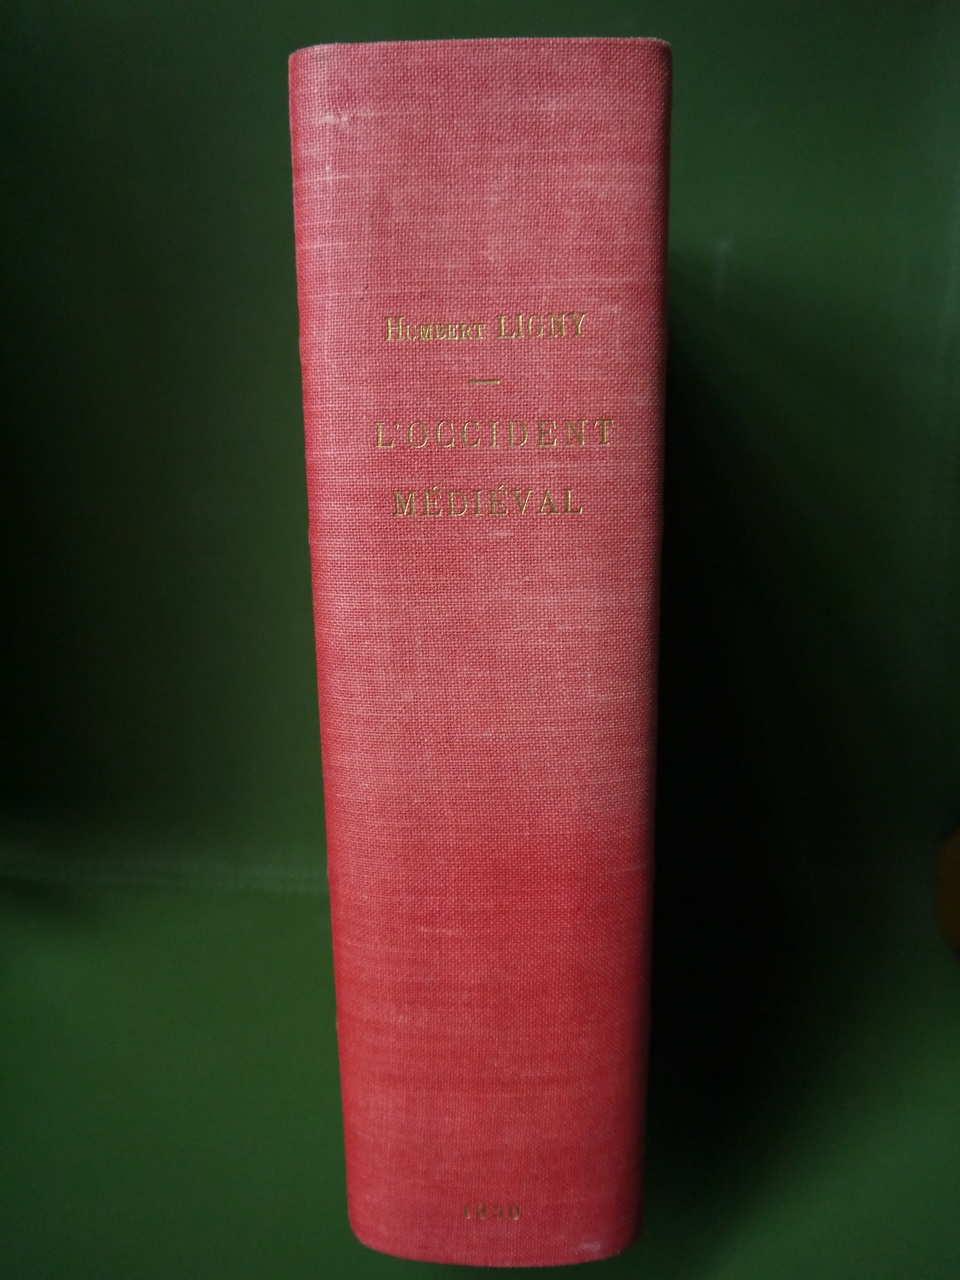 Humbert LIGNY
L'OCCIDENT
MÉDIÉVAL